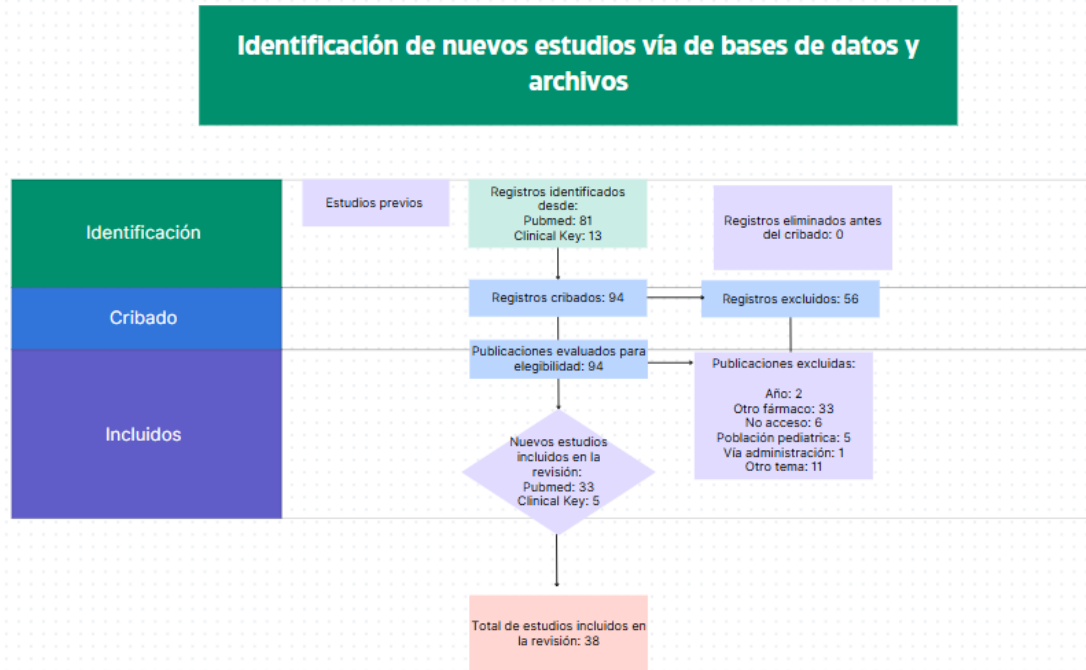 Identificación de nuevos estudios vía de bases de datos y
archivos
Identificación
Estudios previos
Registros identificados
desde:
Pubmed: 81
Clinical Key: 13
Registros eliminados antes
del cribado: 0
Cribado
Registros cribados: 94
Registros excluidos: 56
Incluidos
Publicaciones evaluados para
elegibilidad: 94
Publicaciones excluidas:
Año: 2
Otro fármaco: 33
No acceso: 6
Población pediatrica: 5
Vía administración: 1
Otro tema: 11
Nuevos estudios
incluidos en la
revisión:
Pubmed: 33
Clinical Key: 5
Total de estudios incluidos en
la revisión: 38